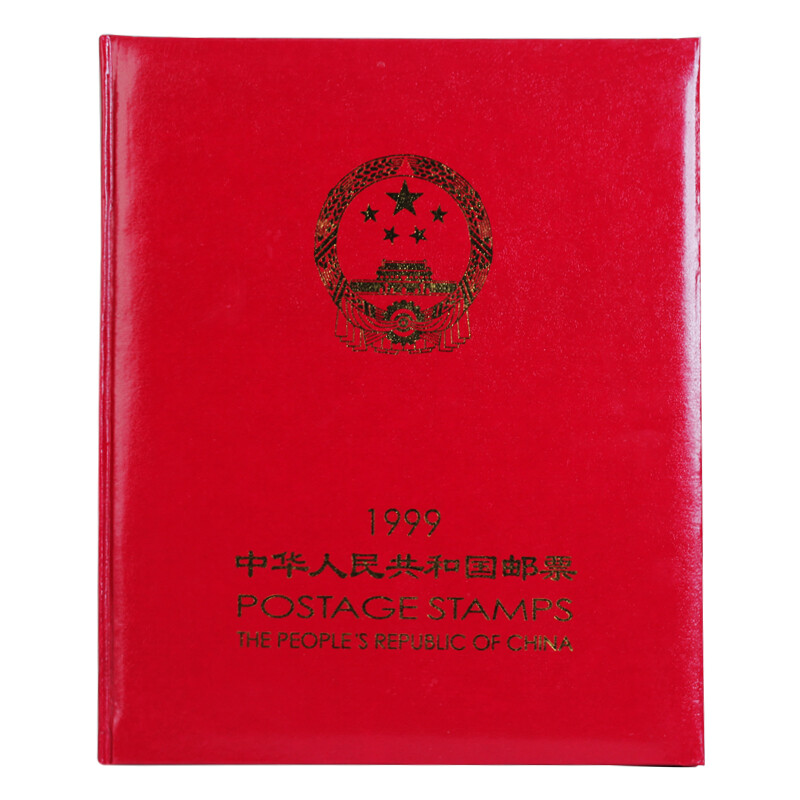 1999
中华人民共和国邮票
POSTAGE STAMPS
THE PEOPLE'S REPUBLIC OF CHINA